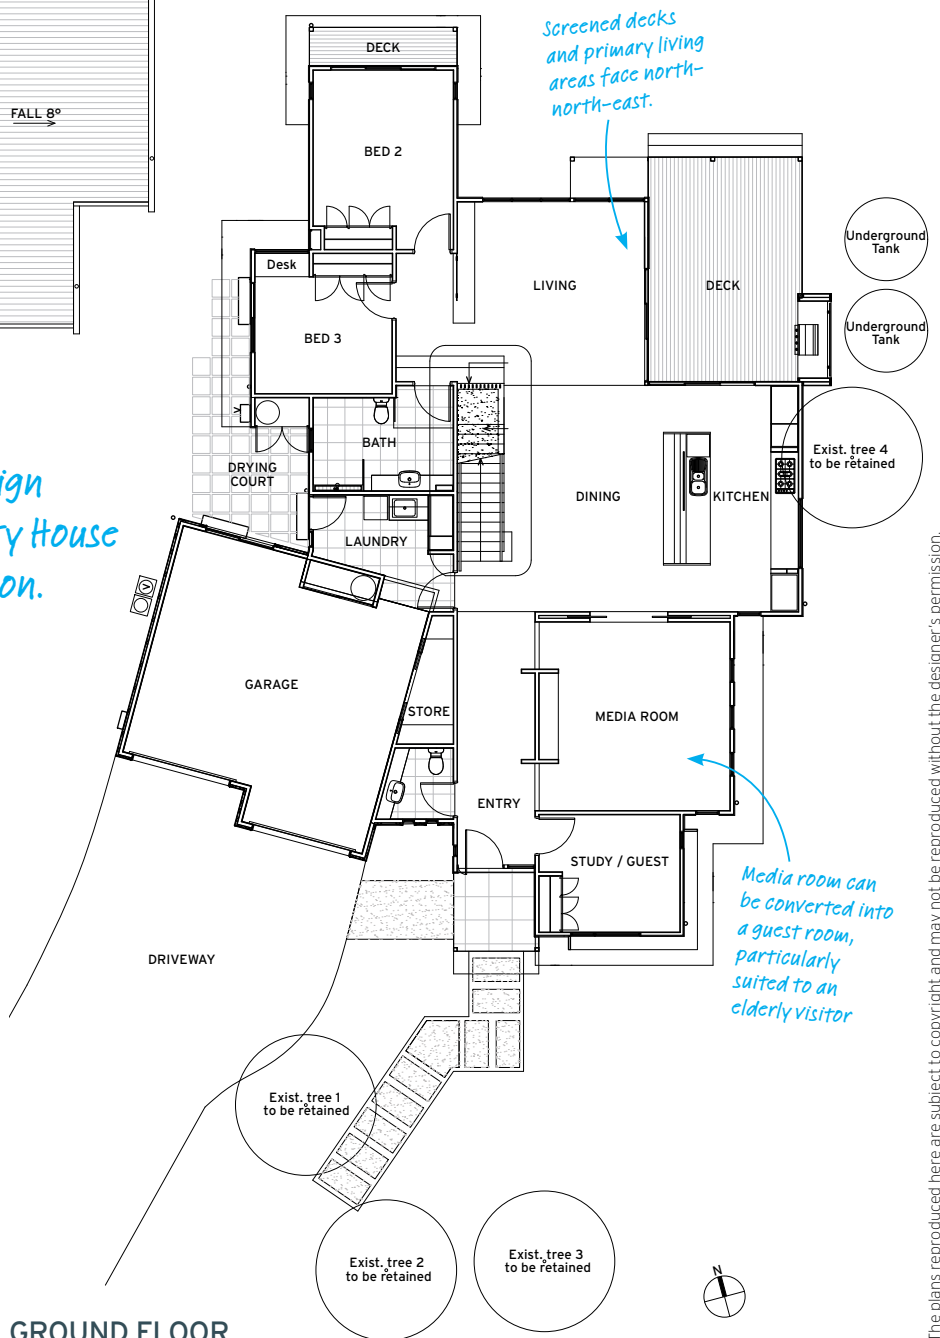 Screened decks
and primary living
areas face north-
north-east.
DECK
FALL 8°
BED 2
Underground
Tank
Desk
LIVING
DECK
BED 3
Underground
Tank
BATH
Exist. tree 4
to be retained
DRYING
COURT
DINING
KITCHEN
House
on.
LAUNDRY
V
V
GARAGE
STORE
MEDIA ROOM
ENTRY
STUDY / GUEST
Media room can
be converted into
a guest room,
particularly
suited to an
elderly visitor
DRIVEWAY
Exist. tree 1
to be retained
Exist. tree 2
to be retained
Exist. tree 3
to be retained
N
GROUND FLOOR
The plans reproduced here are subject to copyright and may not be reproduced without the designer's permission.